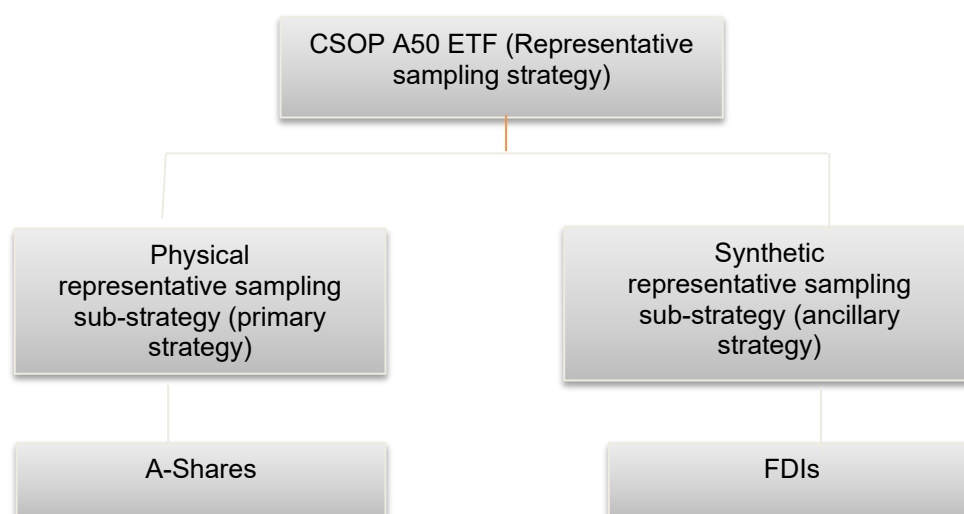 CSOP A50 ETF (Representative
sampling strategy)
Physical
representative sampling
sub-strategy (primary
strategy)
Synthetic
representative sampling
sub-strategy (ancillary
strategy)
A-Shares
FDIs